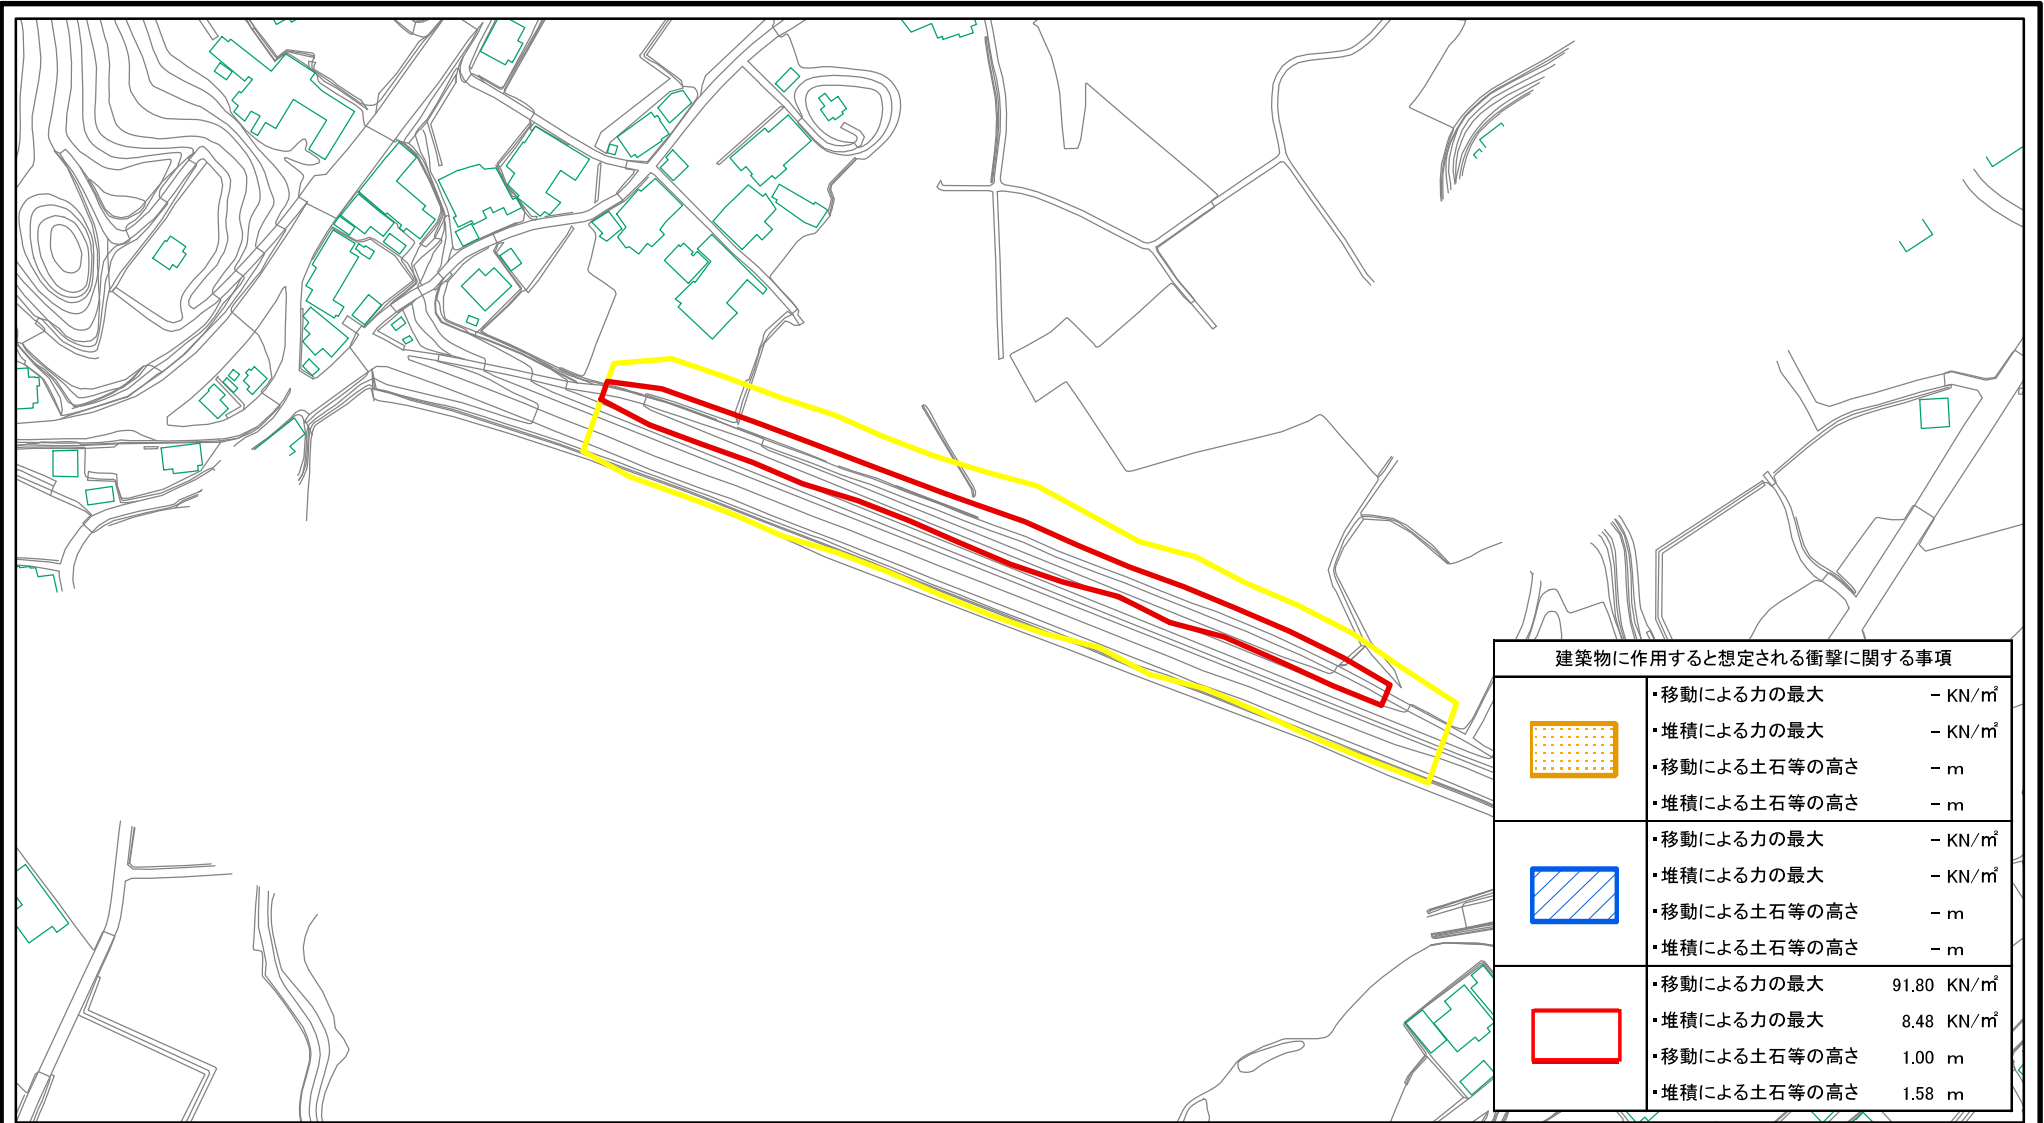 建築物に作用すると想定される衝撃に関する事項
・移動による力の最大 - KN/㎡
・堆積による力の最大 - KN/㎡
・移動による土石等の高さ - m
・堆積による土石等の高さ - m
・移動による力の最大 - KN/㎡
・堆積による力の最大 - KN/㎡
・移動による土石等の高さ - m
・堆積による土石等の高さ - m
・移動による力の最大 91.80 KN/㎡
・堆積による力の最大 8.48 KN/㎡
・移動による土石等の高さ 1.00 m
・堆積による土石等の高さ 1.58 m